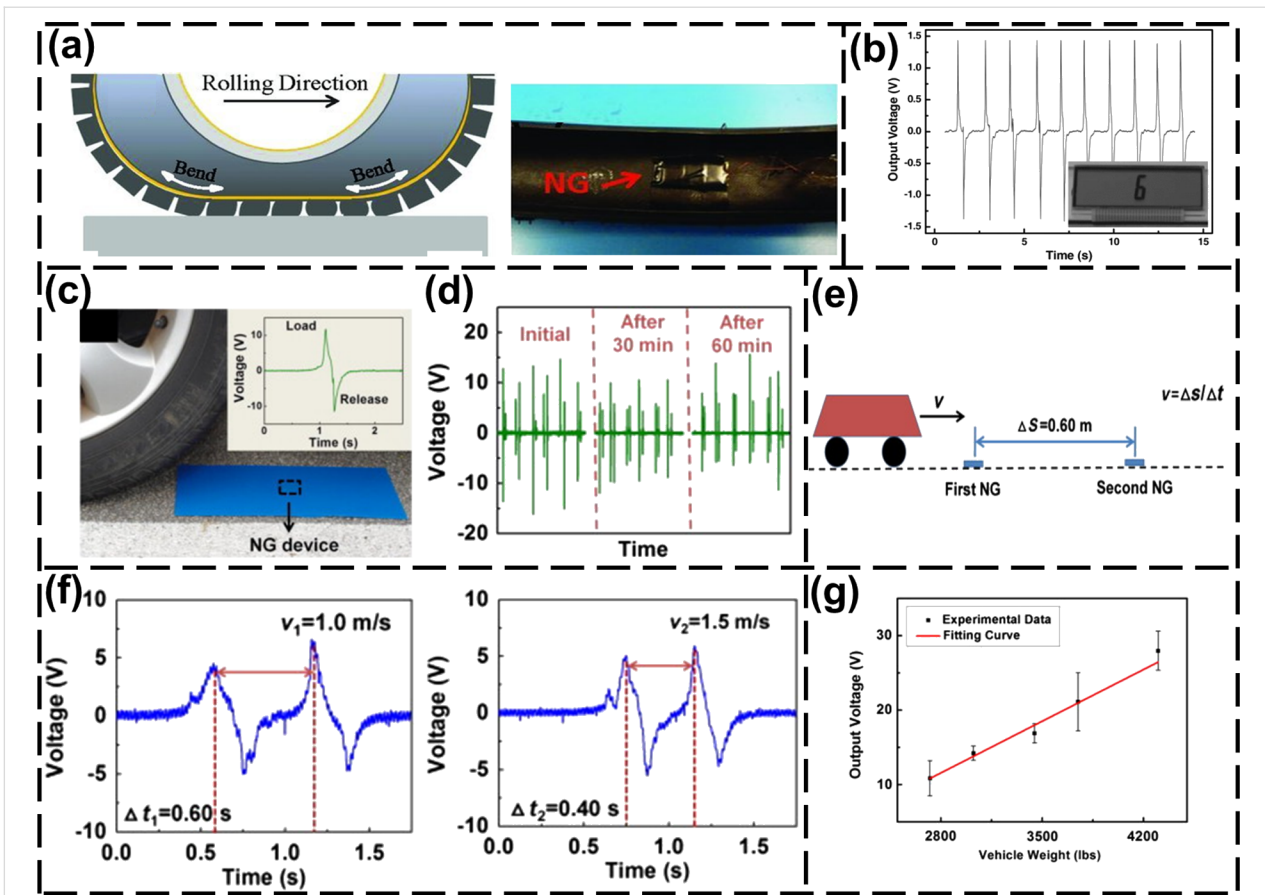 (a)
Rolling Direction
Bend
Bend
NG
(b)
Output Voltage (V)
1.5
1.0
0.5
0.0
-0.5
-1.0
-1.5
0
5
10
15
Time (s)
6
(c)
Voltage (V)
10
0
-10
Load
Release
0
1
2
Time (s)
NG device
(d)
Voltage (V)
20
10
0
-10
-20
Initial
After
30 min
After
60 min
Time
(e)
v
v=Δs/Δt
ΔS=0.60 m
First NG
Second NG
(f)
Voltage (V)
10
5
0
-5
-10
v1=1.0 m/s
Δ t1=0.60 s
0.0
0.5
1.0
1.5
Time (s)
Voltage (V)
10
5
0
-5
-10
v2=1.5 m/s
Δ t2=0.40 s
0.0
0.5
1.0
1.5
Time (s)
(g)
Output Voltage (V)
30
20
10
Experimental Data
Fitting Curve
2800
3500
4200
Vehicle Weight (lbs)